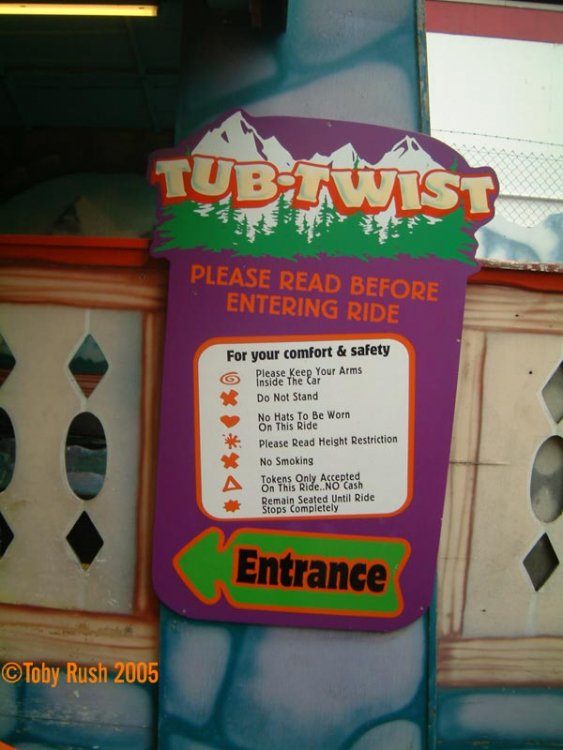 TUB·TWIST
PLEASE READ BEFORE
ENTERING RIDE
For your comfort & safety
Please Keep Your Arms
Inside The Car
Do Not Stand
No Hats To Be Worn
On This Ride
Please Read Height Restriction
No Smoking
Tokens Only Accepted
On This Ride..NO Cash
Remain Seated Until Ride
Stops Completely
Entrance
©Toby Rush 2005